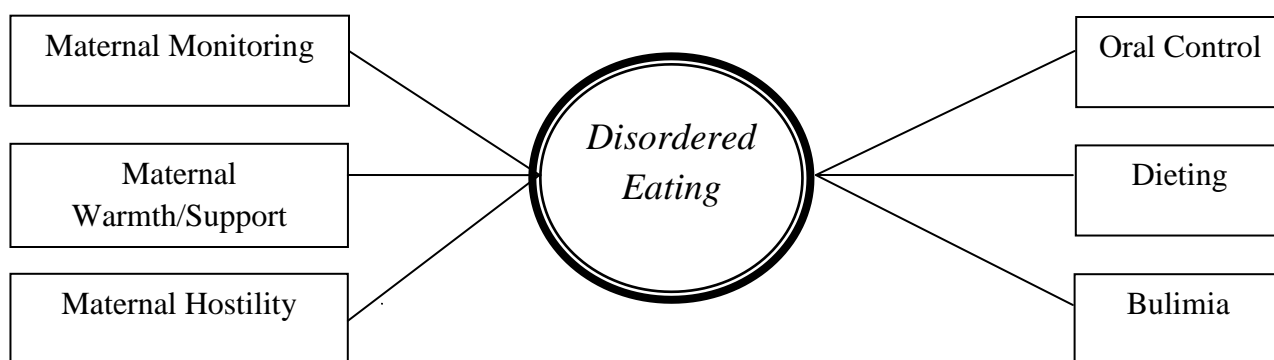 Maternal Monitoring
Maternal
Warmth/Support
Maternal Hostility
Disordered
Eating
Oral Control
Dieting
Bulimia